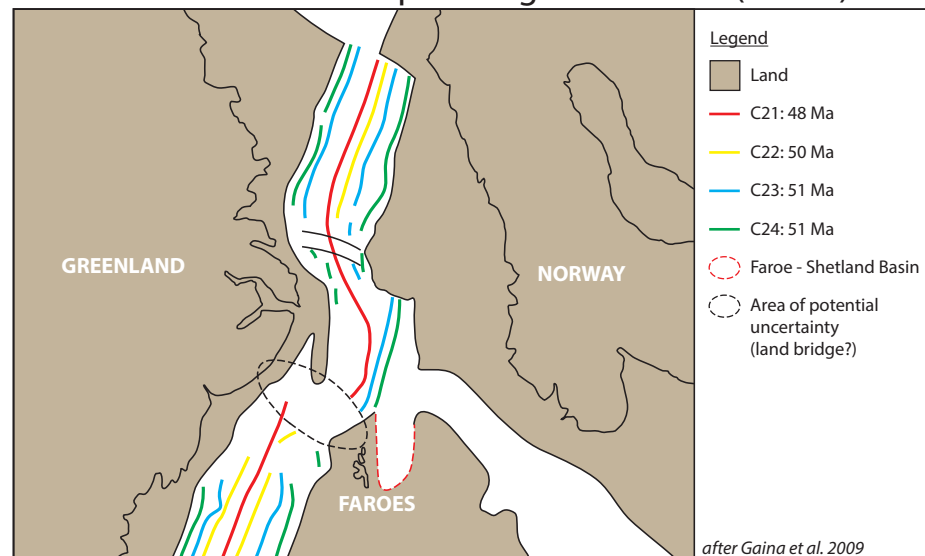 Legend
Land
C21: 48 Ma
C22: 50 Ma
C23: 51 Ma
C24: 51 Ma
Faroe - Shetland Basin
Area of potential
uncertainty
(land bridge?)
GREENLAND
NORWAY
FAROES
after Gaina et al. 2009